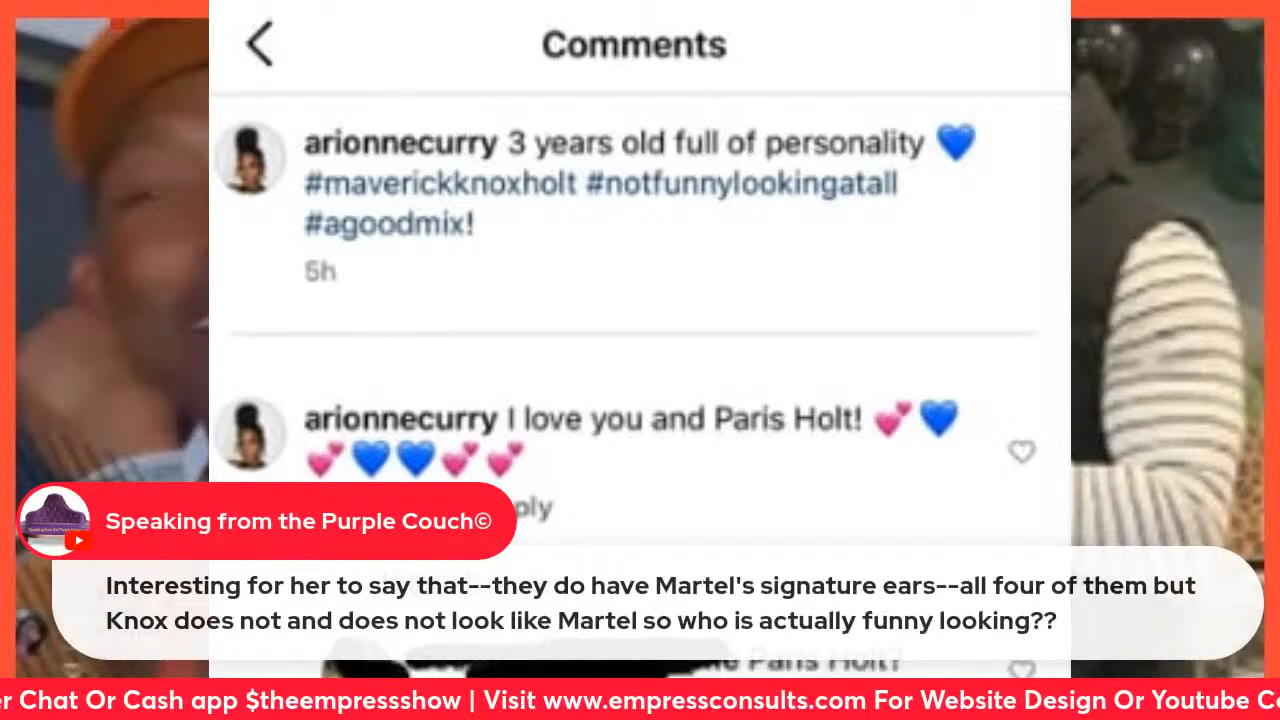 Comments
arionnecurry 3 years old full of personality 💙
#maverickknoxholt #notfunnylookingatall
#agoodmix!
5h
arionnecurry I love you and Paris Holt! 💕💙
💕💙💙💕💕
ply
Speaking from the Purple Couch©
Interesting for her to say that--they do have Martel's signature ears--all four of them but
Knox does not and does not look like Martel so who is actually funny looking??
Paris Holt?
er Chat Or Cash app $theempressshow | Visit www.empressconsults.com For Website Design Or Youtube Ca